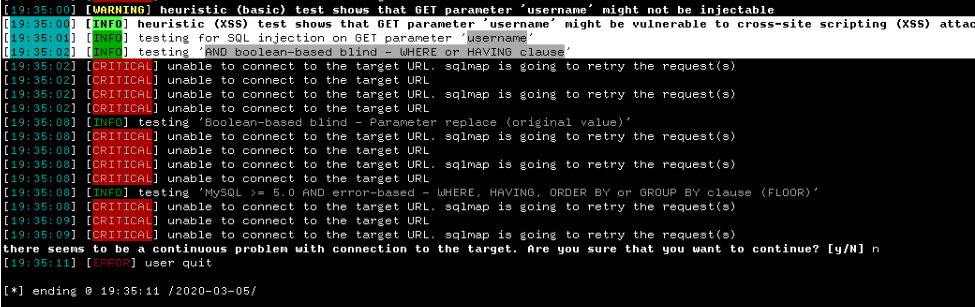 [19:35:00] [WARNING] heuristic (basic) test shows that GET parameter 'username' might not be injectable
[19:35:00] [INFO] heuristic (XSS) test shows that GET parameter 'username' might be vulnerable to cross-site scripting (XSS) attac
[19:35:01] [INFO] testing for SQL injection on GET parameter 'username'
[19:35:02] [INFO] testing 'AND boolean-based blind - WHERE or HAVING clause'
[19:35:02] [CRITICAL] unable to connect to the target URL. sqlmap is going to retry the request(s)
[19:35:02] [CRITICAL] unable to connect to the target URL
[19:35:02] [CRITICAL] unable to connect to the target URL. sqlmap is going to retry the request(s)
[19:35:02] [CRITICAL] unable to connect to the target URL
[19:35:08] [INFO] testing 'Boolean-based blind - Parameter replace (original value)'
[19:35:08] [CRITICAL] unable to connect to the target URL. sqlmap is going to retry the request(s)
[19:35:08] [CRITICAL] unable to connect to the target URL
[19:35:08] [CRITICAL] unable to connect to the target URL. sqlmap is going to retry the request(s)
[19:35:08] [CRITICAL] unable to connect to the target URL
[19:35:08] [INFO] testing 'MySQL >= 5.0 AND error-based - WHERE, HAVING, ORDER BY or GROUP BY clause (FLOOR)'
[19:35:08] [CRITICAL] unable to connect to the target URL. sqlmap is going to retry the request(s)
[19:35:09] [CRITICAL] unable to connect to the target URL
[19:35:09] [CRITICAL] unable to connect to the target URL. sqlmap is going to retry the request(s)
there seems to be a continuous problem with connection to the target. Are you sure that you want to continue? [y/N] n
[19:35:11] [ERROR] user quit
[*] ending @ 19:35:11 /2020-03-05/